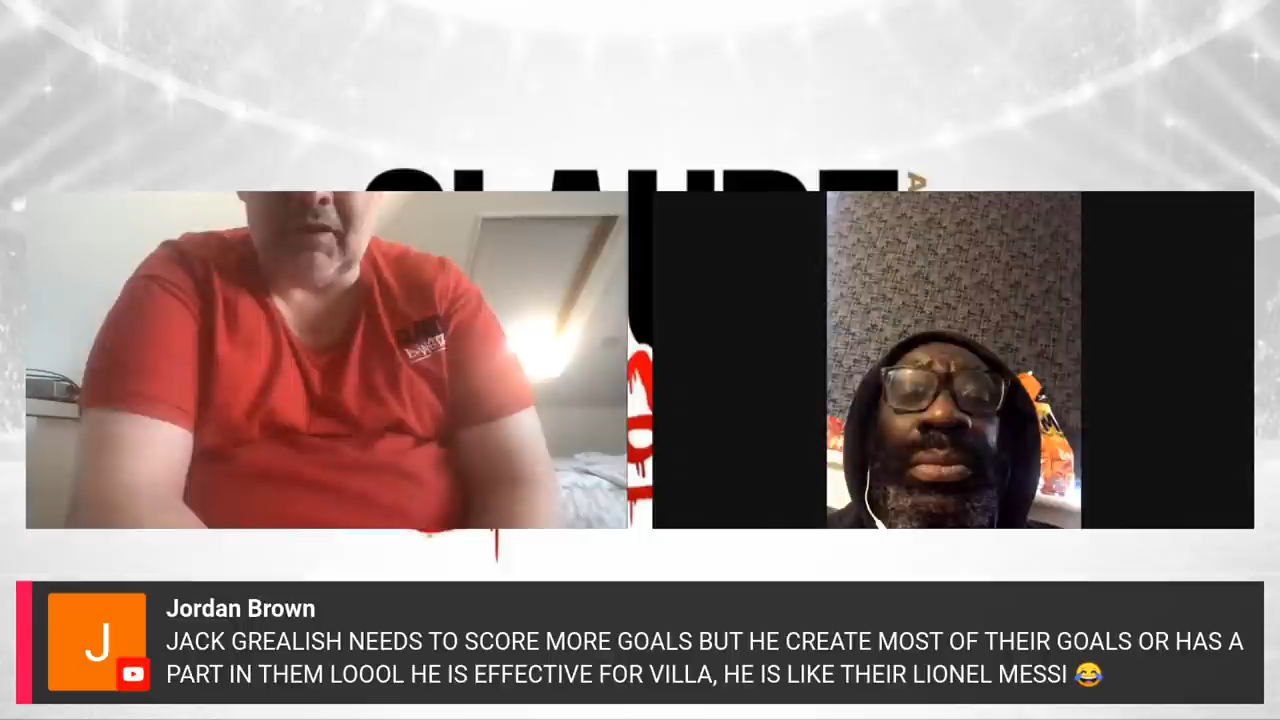 CLAUDE
A
J
Jordan Brown
JACK GREALISH NEEDS TO SCORE MORE GOALS BUT HE CREATE MOST OF THEIR GOALS OR HAS A
PART IN THEM LOOOL HE IS EFFECTIVE FOR VILLA, HE IS LIKE THEIR LIONEL MESSI 😂